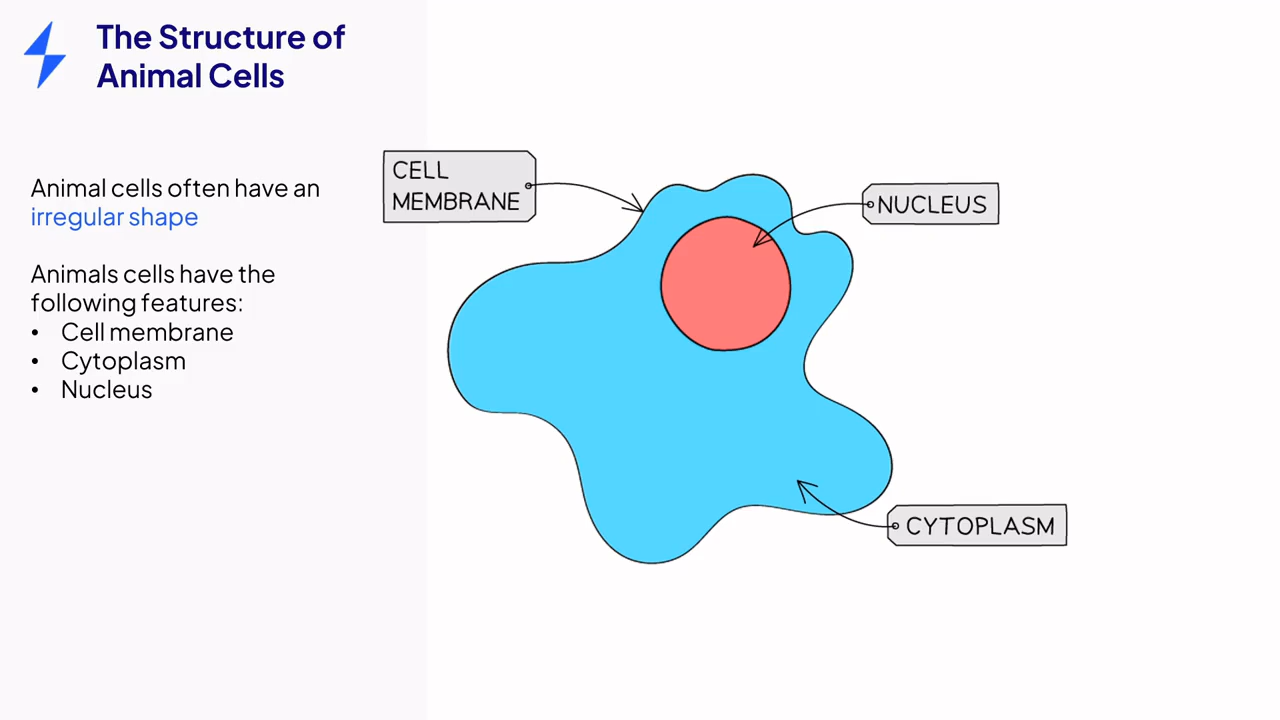 The Structure of
Animal Cells
Animal cells often have an
irregular shape
Animals cells have the
following features:
• Cell membrane
• Cytoplasm
• Nucleus
CELL
MEMBRANE
NUCLEUS
CYTOPLASM